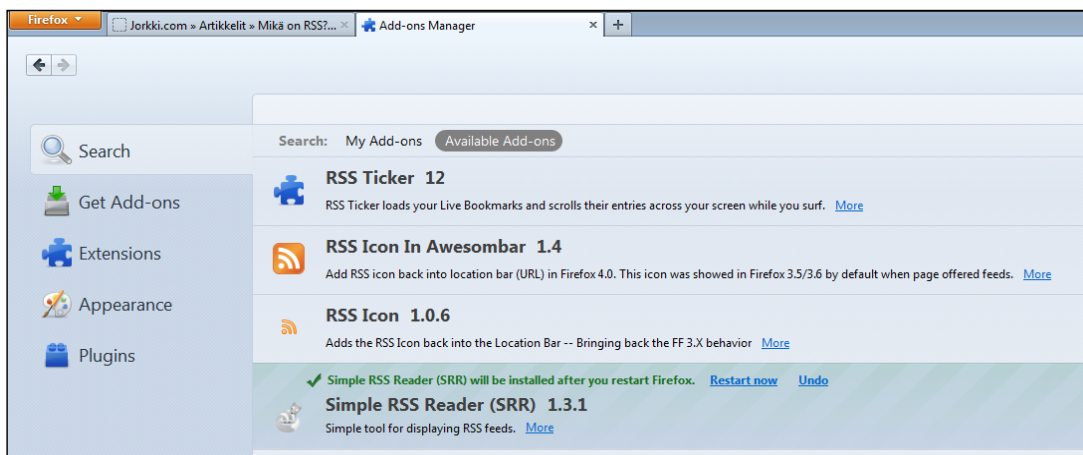 Firefox
Jorkki.com » Artikkelit » Mikä on RSS?...
Add-ons Manager
Search
Get Add-ons
Extensions
Appearance
Plugins
Search: My Add-ons Available Add-ons
RSS Ticker 12
RSS Ticker loads your Live Bookmarks and scrolls their entries across your screen while you surf. More
RSS Icon In Awesombar 1.4
Add RSS icon back into location bar (URL) in Firefox 4.0. This icon was showed in Firefox 3.5/3.6 by default when page offered feeds. More
RSS Icon 1.0.6
Adds the RSS Icon back into the Location Bar -- Bringing back the FF 3.X behavior More
Simple RSS Reader (SRR) will be installed after you restart Firefox. Restart now Undo
Simple RSS Reader (SRR) 1.3.1
Simple tool for displaying RSS feeds. More